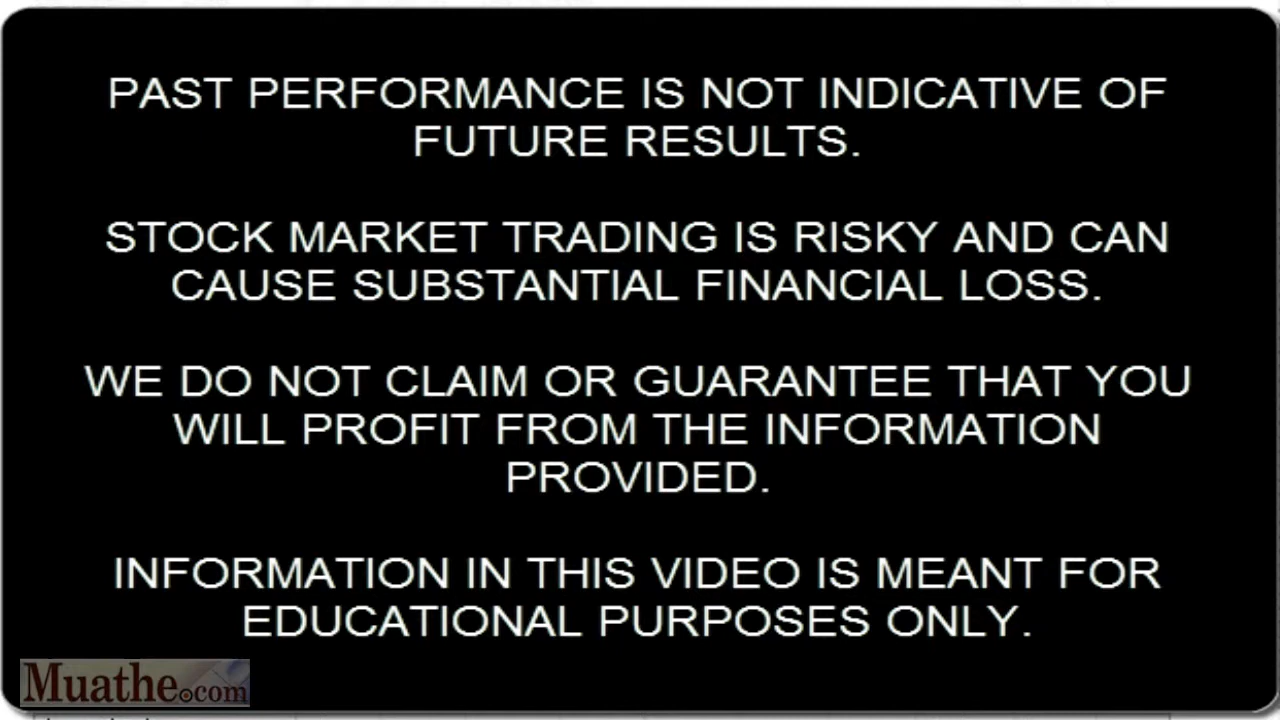 PAST PERFORMANCE IS NOT INDICATIVE OF
FUTURE RESULTS.
STOCK MARKET TRADING IS RISKY AND CAN
CAUSE SUBSTANTIAL FINANCIAL LOSS.
WE DO NOT CLAIM OR GUARANTEE THAT YOU
WILL PROFIT FROM THE INFORMATION
PROVIDED.
INFORMATION IN THIS VIDEO IS MEANT FOR
EDUCATIONAL PURPOSES ONLY.
Muathe.com